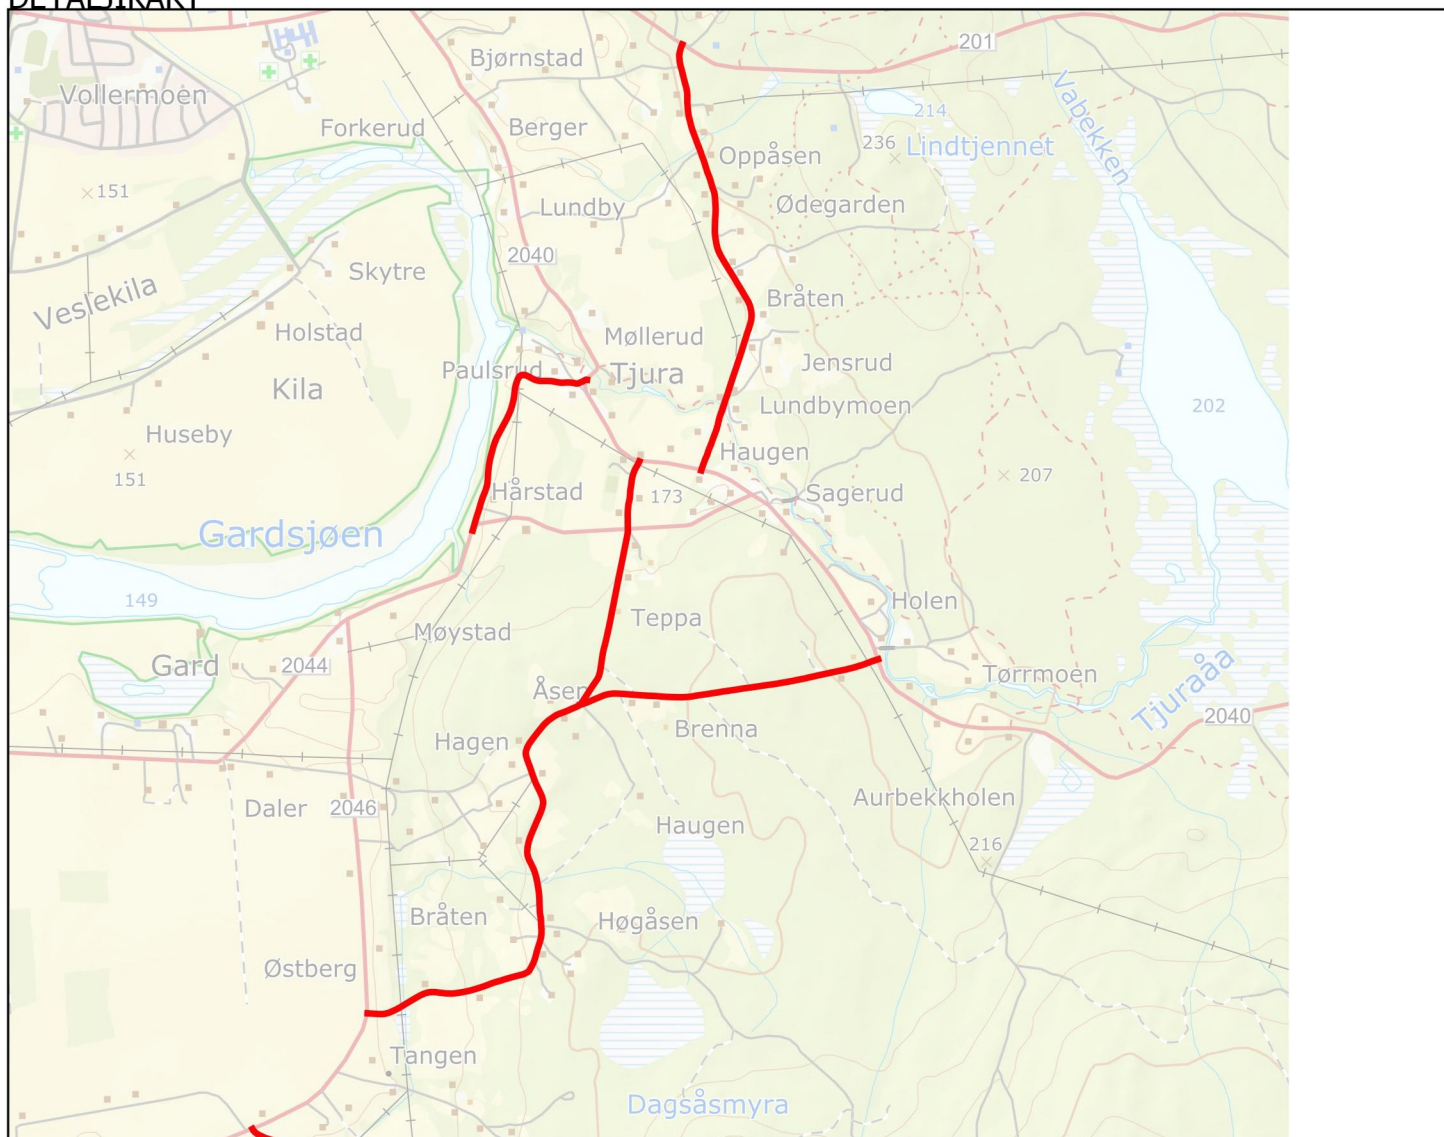 DETALJKART
201
Bjørnstad
Vollermoen
214
Vabekken
Forkerud
Berger
236
Lindtjennet
Oppåsen
151
Lundby
Ødegarden
2040
Skytre
Veslekila
Bråten
Holstad
Møllerud
Jensrud
Paulsrud
Tjura
Kila
Lundbymoen
202
Huseby
Haugen
151
207
Hårstad
173
Sagerud
Gardsjøen
149
Holen
Teppa
Møystad
Gard
2044
Tørrmoen
Tjuraåa
Åsen
2040
Brenna
Hagen
Daler
2046
Aurbekkholen
Haugen
216
Bråten
Høgåsen
Østberg
Tangen
Dagsåsmyra